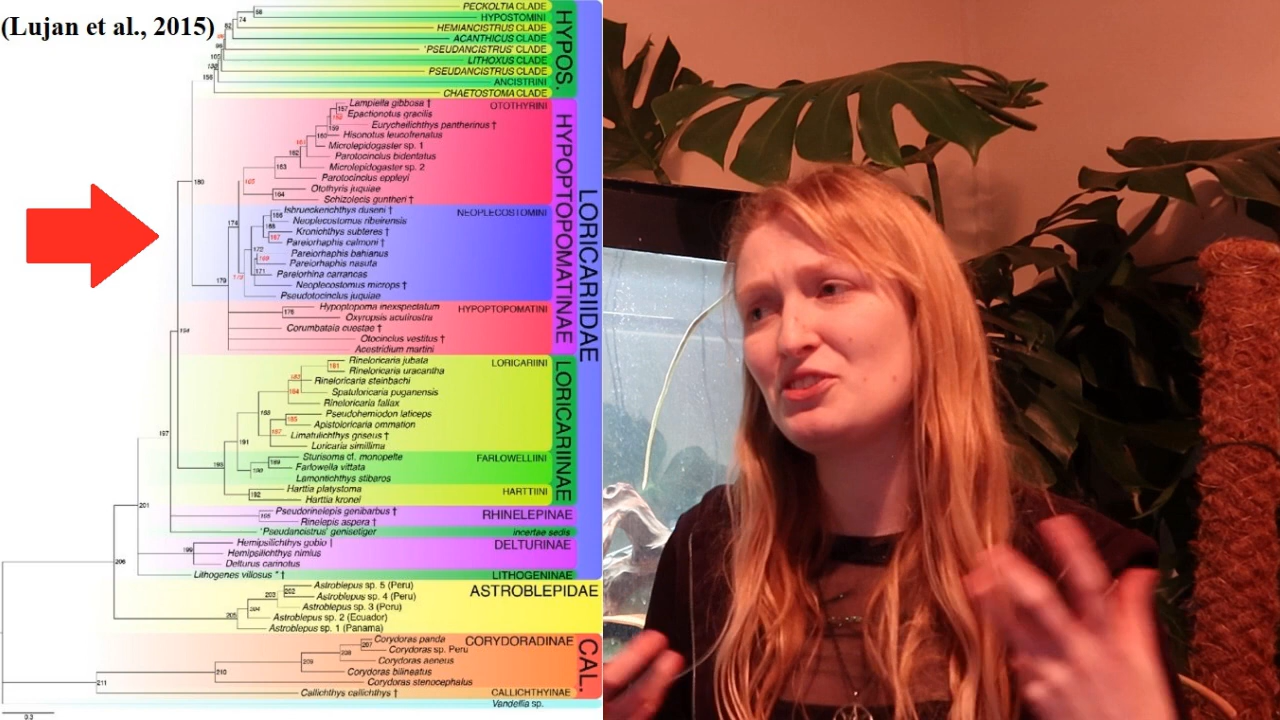 (Lujan et al., 2015)
PECKOLTIA CLADE
HYPOSTOMINI
HEMIANCISTRUS CLADE
ACANTHICUS CLADE
'PSEUDANCISTRUS' CLADE
LITHOXUS CLADE
PSEUDANCISTRUS CLADE
ANCISTRINI
CHAETOSTOMA CLADE
HYPOS.
Lampiella gibbosa †
OTOTHYRINI
Epactionotus gracilis
Eurycheilichthys pantherinus †
Hisonotus leucofrenatus
Microlepidogaster sp. 1
Parotocinclus bidentatus
Microlepidogaster sp. 2
Parotocinclus eppleyi
Otothyris juquiae
Schizolecis guntheri †
Isbrueckerichthys duseni †
NEOPLECOSTOMINI
Neoplecostomus ribeirensis
Kronichthys subteres †
Pareiorhaphis calmoni †
Pareiorhaphis bahianus
Pareiorhaphis nasuta
Pareiorhina carrancas
Neoplecostomus microps †
Pseudotocinclus juquiae
Hypoptopoma inexspectatum
HYPOPTOPOMATINI
Oxyropsis acutirostra
Corumbataia cuestae †
Otocinclus vestitus †
Acestridium martini
HYPOPTOPOMATINAE
LORICARIIDAE
Rineloricaria jubata
LORICARIINI
Rineloricaria uracantha
Rineloricaria steinbachi
Spatuloricaria puganensis
Rineloricaria fallax
Pseudohemiodon laticeps
Apistoloricaria ommation
Limatulichthys griseus †
Loricaria simillima
Sturisoma cf. monopelte
FARLOWELLIINI
Farlowella vittata
Lamontichthys stibaros
Harttia platystoma
HARTTIINI
Harttia kronei
LORICARIINAE
Pseudorinelepis genibarbus †
RHINELEPINAE
Rinelepis aspera †
'Pseudancistrus' genisetiger
incertae sedis
Hemipsilichthys gobio †
DELTURINAE
Hemipsilichthys nimius
Delturus carinotus
Lithogenes villosus * †
LITHOGENINAE
Astroblepus sp. 5 (Peru)
ASTROBLEPIDAE
Astroblepus sp. 4 (Peru)
Astroblepus sp. 3 (Peru)
Astroblepus sp. 2 (Ecuador)
Astroblepus sp. 1 (Panama)
Corydoras panda
CORYDORADINAE
Corydoras sp. Peru
Corydoras aeneus
Corydoras bilineatus
Corydoras stenocephalus
Callichthys callichthys †
CALLICHTHYINAE
CAL.
Vandellia sp.
0.3